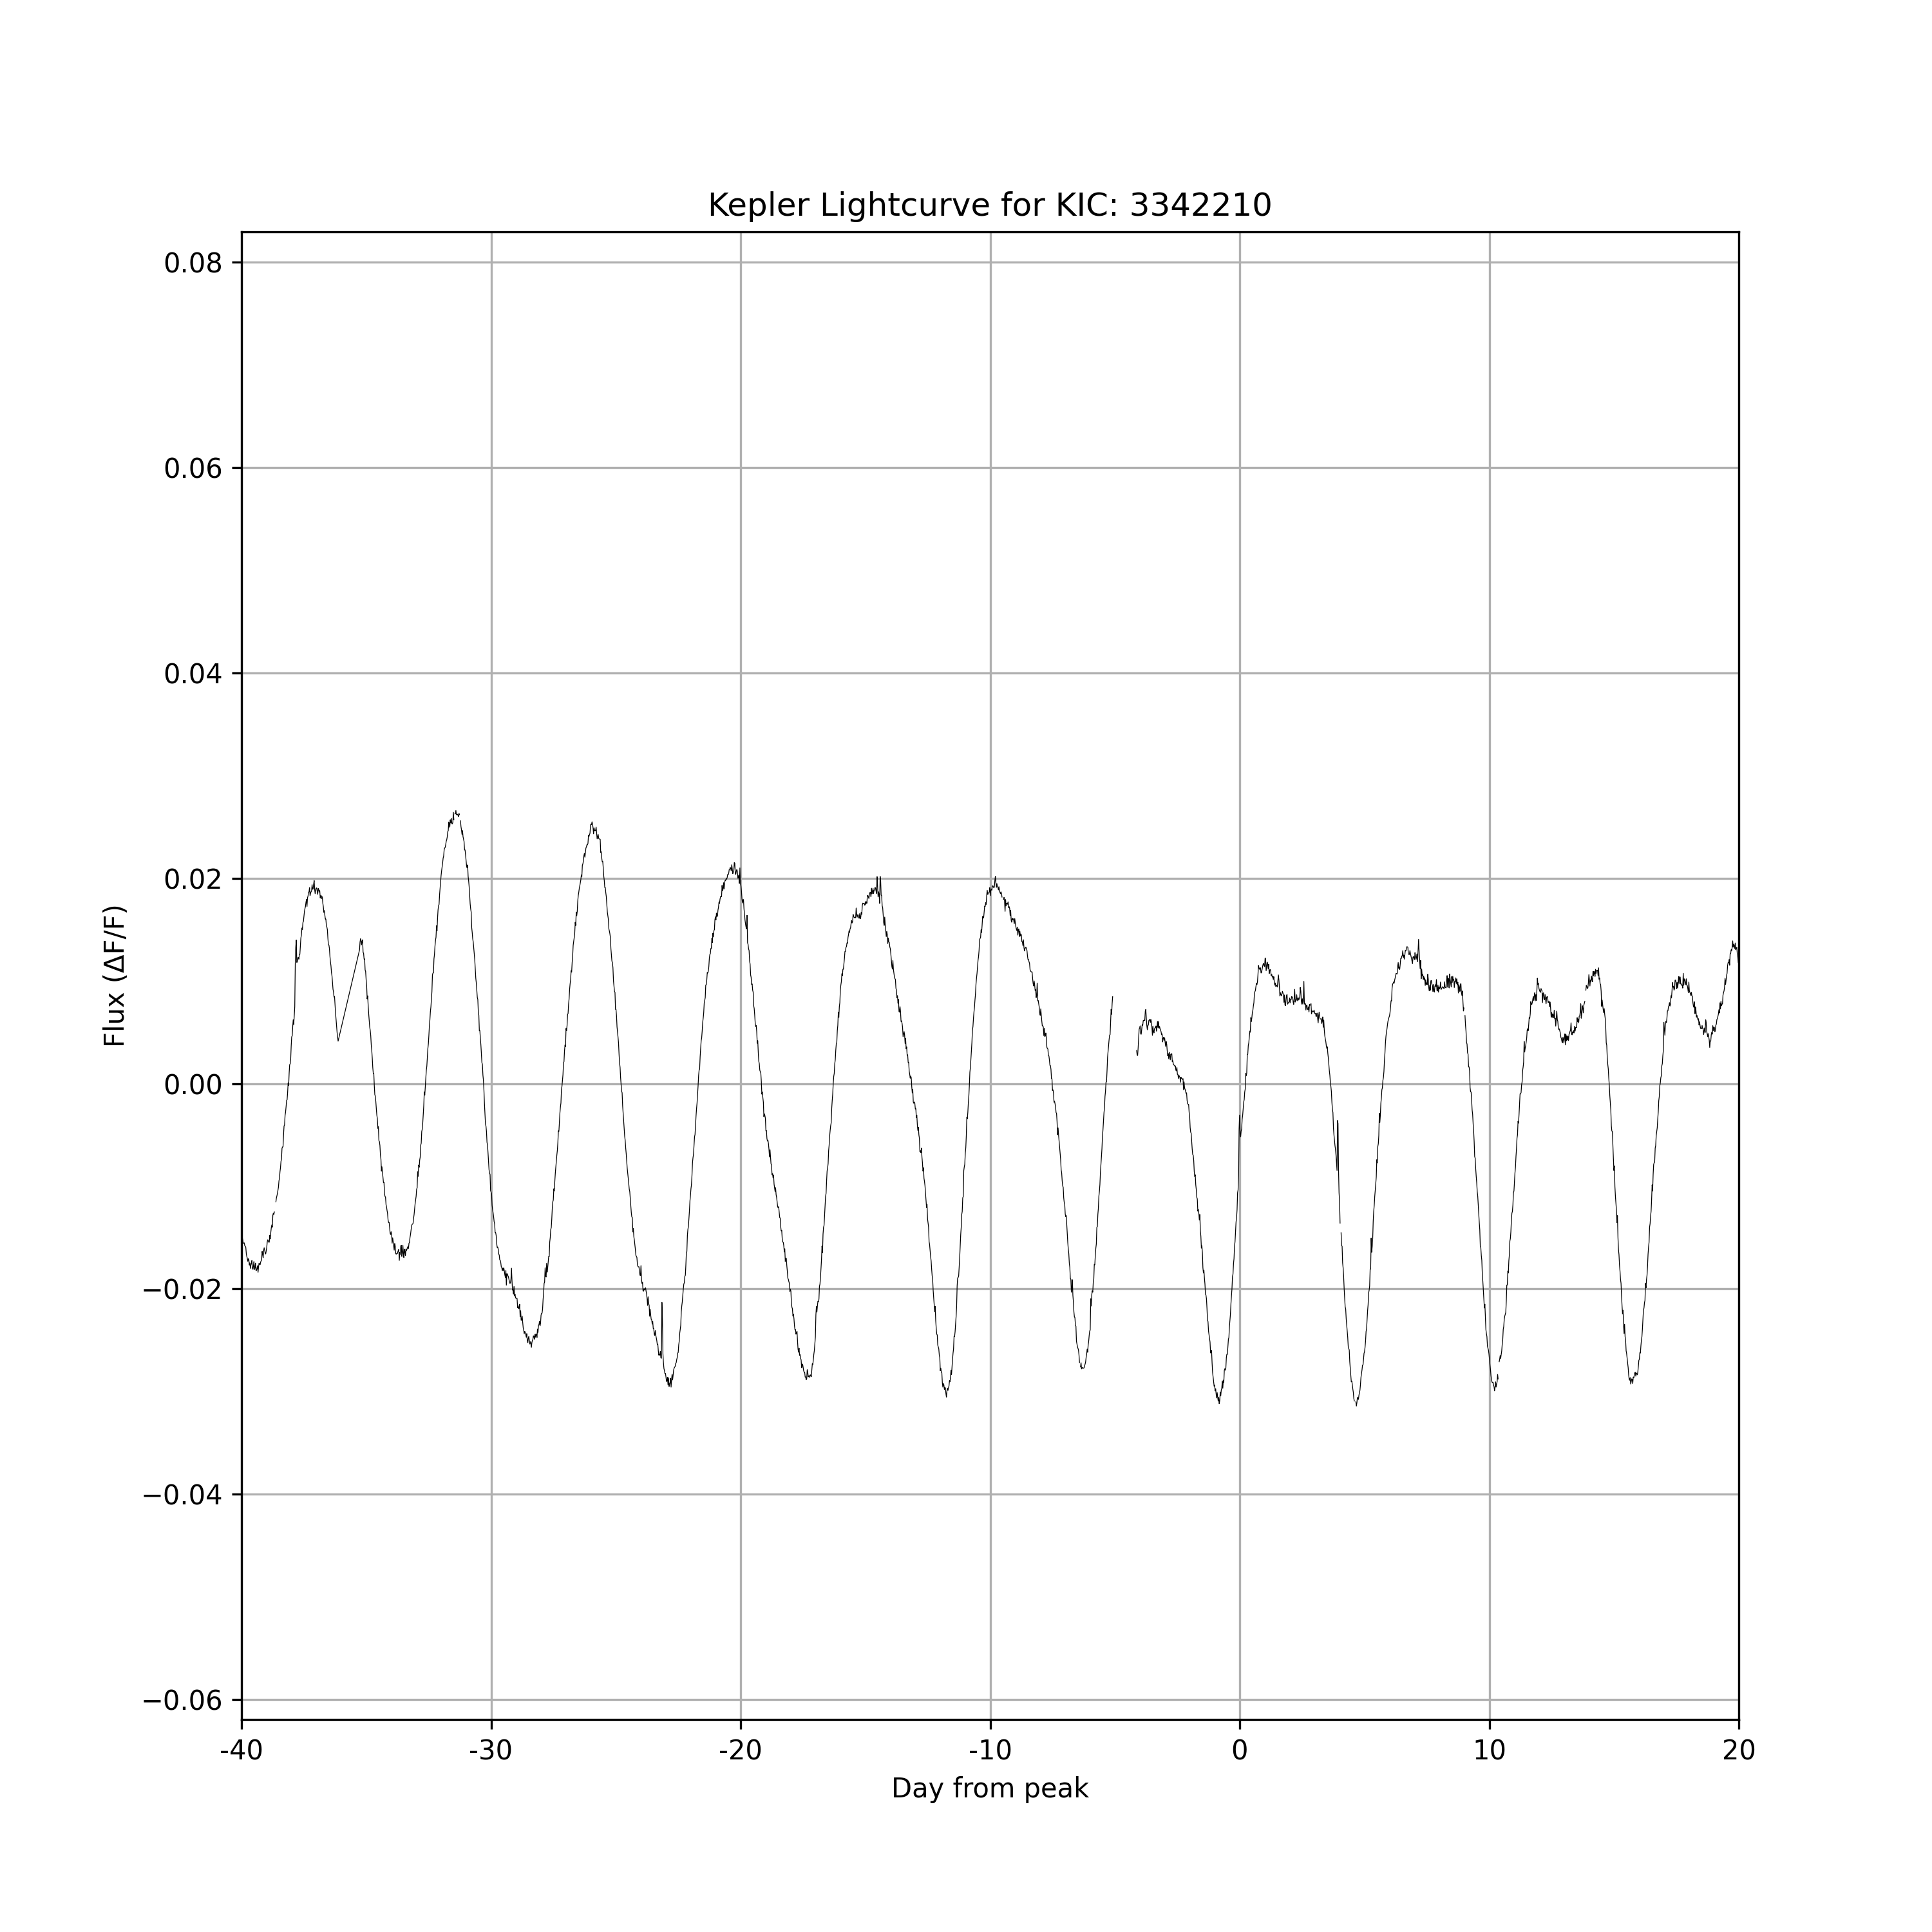 Kepler Lightcurve for KIC: 3342210
0.08
0.06
0.04
0.02
0.00
−0.02
−0.04
−0.06
Flux (ΔF/F)
-40 -30 -20 -10 0 10 20
Day from peak